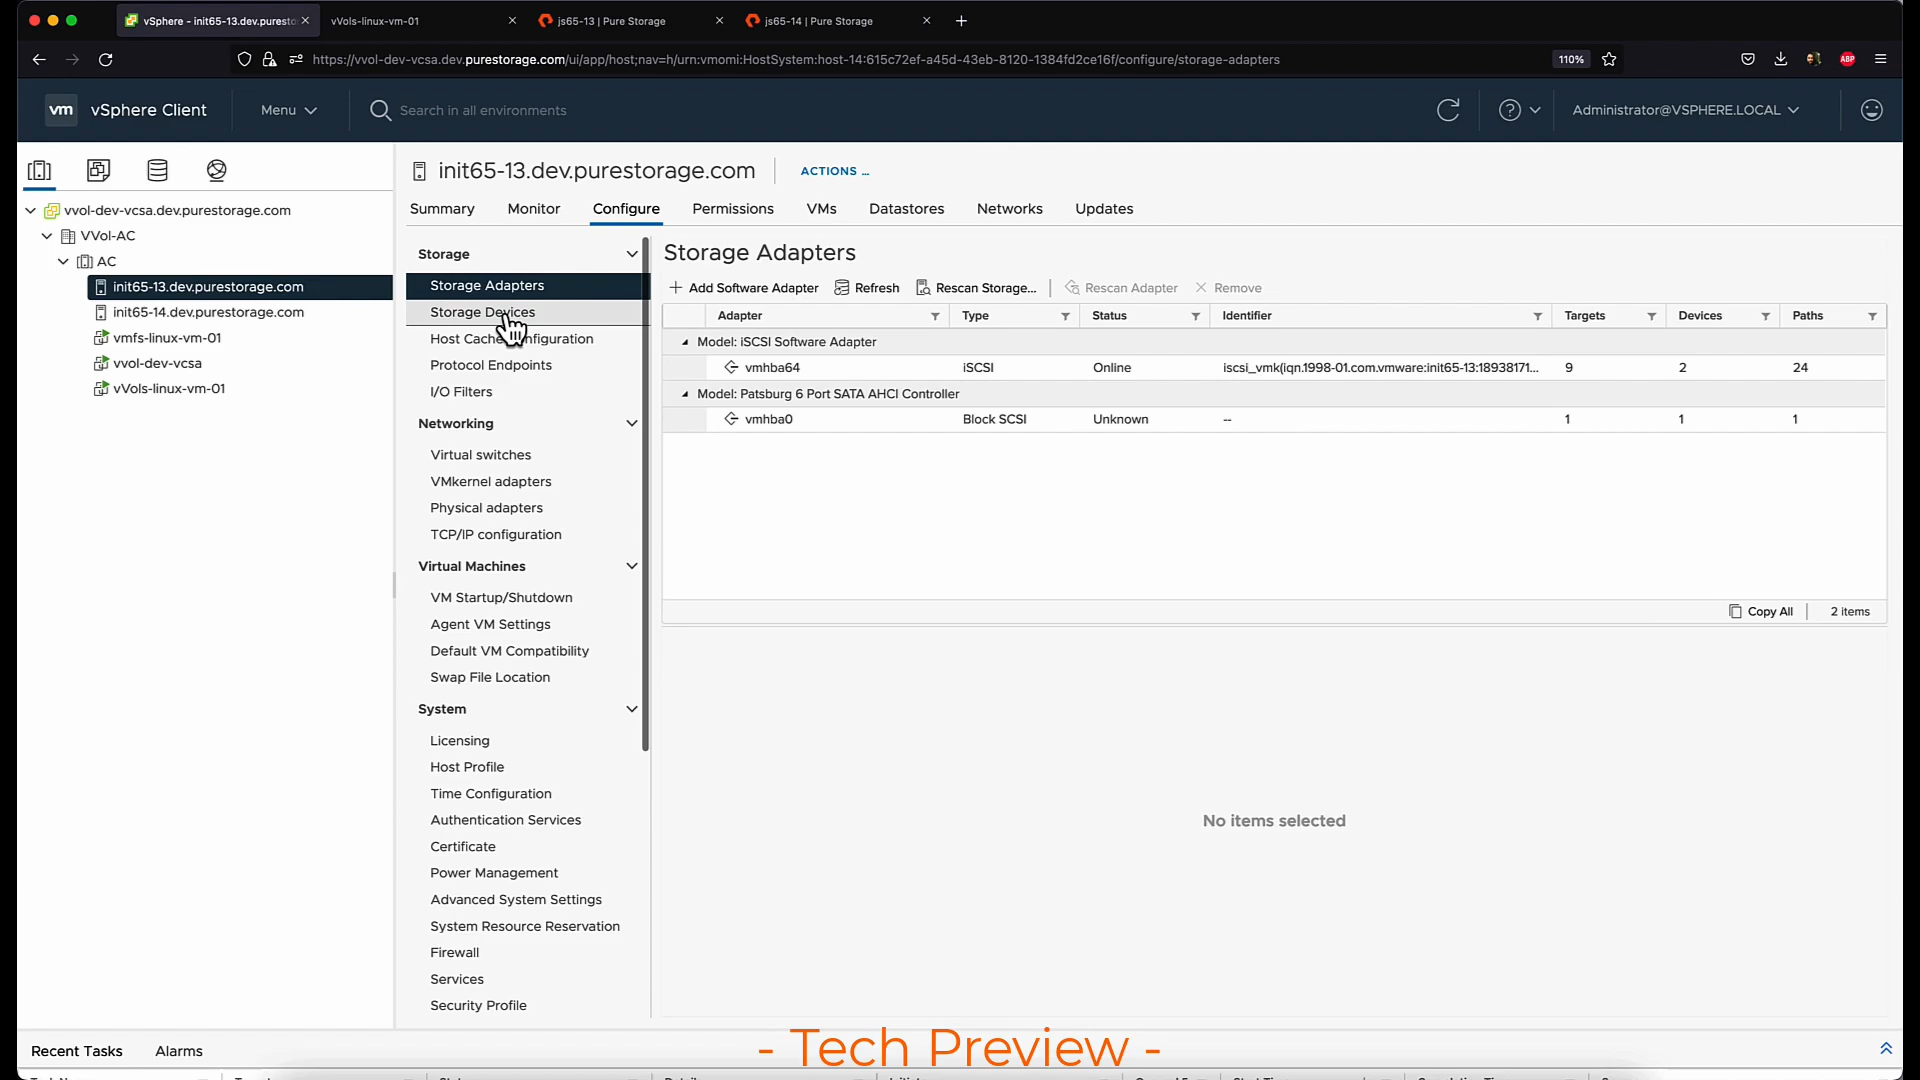 vSphere - init65-13.dev.puresto
vVols-linux-vm-01
js65-13 | Pure Storage
js65-14 | Pure Storage
https://vvol-dev-vcsa.dev.purestorage.com/ui/app/host;nav=h/urn:vmomi:HostSystem:host-14:615c72ef-a45d-43eb-8120-1384fd2ce16f/configure/storage-adapters
110%
ABP
vm vSphere Client
Menu
Search in all environments
Administrator@VSPHERE.LOCAL
vvol-dev-vcsa.dev.purestorage.com
VVol-AC
AC
init65-13.dev.purestorage.com
init65-14.dev.purestorage.com
vmfs-linux-vm-01
vvol-dev-vcsa
vVols-linux-vm-01
init65-13.dev.purestorage.com
ACTIONS ...
Summary Monitor Configure Permissions VMs Datastores Networks Updates
Storage
Storage Adapters
Storage Devices
Host Cache Configuration
Protocol Endpoints
I/O Filters
Networking
Virtual switches
VMkernel adapters
Physical adapters
TCP/IP configuration
Virtual Machines
VM Startup/Shutdown
Agent VM Settings
Default VM Compatibility
Swap File Location
System
Licensing
Host Profile
Time Configuration
Authentication Services
Certificate
Power Management
Advanced System Settings
System Resource Reservation
Firewall
Services
Security Profile
Storage Adapters
+ Add Software Adapter Refresh Rescan Storage... Rescan Adapter Remove
Adapter Type Status Identifier Targets Devices Paths
Model: iSCSI Software Adapter
vmhba64 iSCSI Online iscsi_vmk(iqn.1998-01.com.vmware:init65-13:18938171... 9 2 24
Model: Patsburg 6 Port SATA AHCI Controller
vmhba0 Block SCSI Unknown -- 1 1 1
Copy All 2 items
No items selected
Recent Tasks Alarms
- Tech Preview -